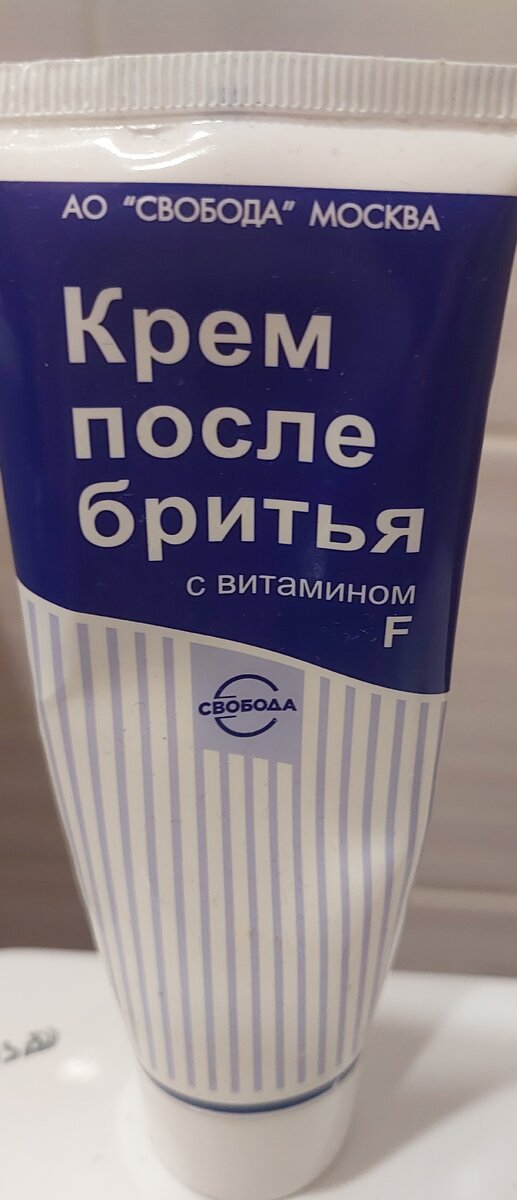 АО "СВОБОДА" МОСКВА
Крем
после
бритья
с витамином
F
СВОБОДА